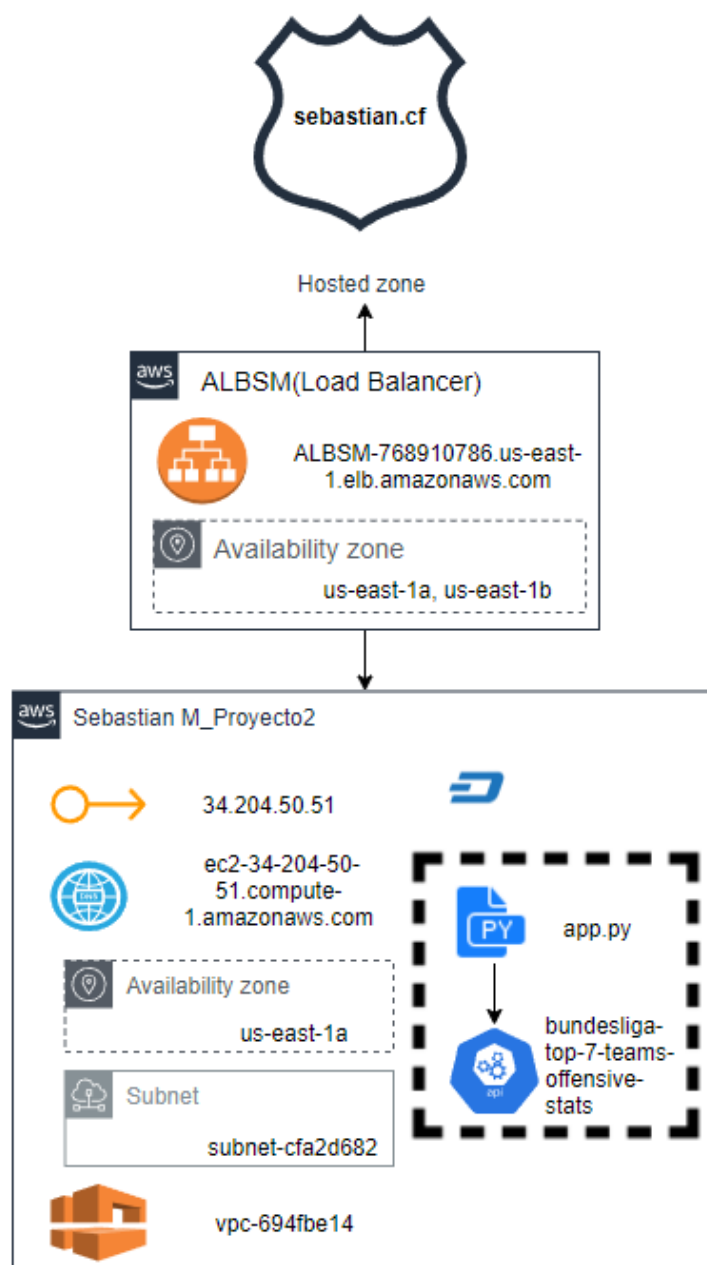 sebastian.cf
Hosted zone
aws
ALBSM(Load Balancer)
ALBSM-768910786.us-east-
1.elb.amazonaws.com
Availability zone
us-east-1a, us-east-1b
aws
Sebastian M_Proyecto2
34.204.50.51
ec2-34-204-50-
51.compute-
1.amazonaws.com
DNS
Availability zone
us-east-1a
Subnet
subnet-cfa2d682
vpc-694fbe14
PY
app.py
api
bundesliga-
top-7-teams-
offensive-
stats